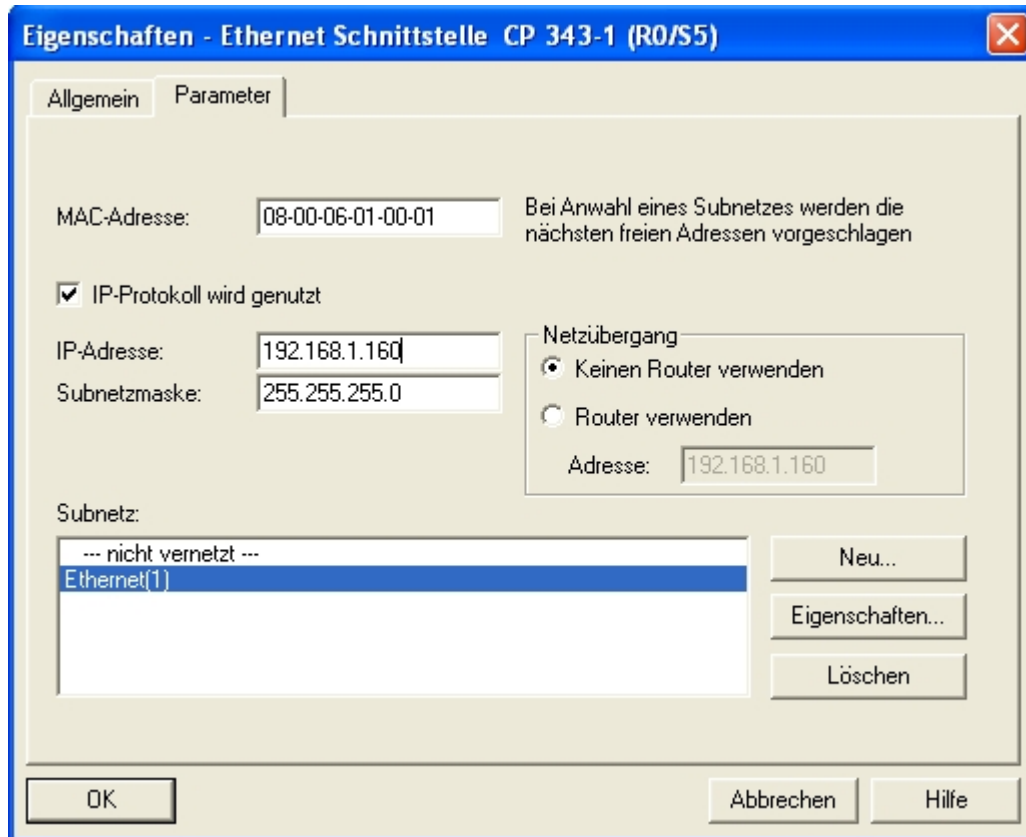 Eigenschaften - Ethernet Schnittstelle CP 343-1 (R0/S5)
Allgemein
Parameter
MAC-Adresse:
08-00-06-01-00-01
Bei Anwahl eines Subnetzes werden die
nächsten freien Adressen vorgeschlagen
IP-Protokoll wird genutzt
IP-Adresse:
192.168.1.160
Subnetzmaske:
255.255.255.0
Netzübergang
Keinen Router verwenden
Router verwenden
Adresse:
192.168.1.160
Subnetz:
--- nicht vernetzt ---
Ethernet(1)
Neu...
Eigenschaften...
Löschen
OK
Abbrechen
Hilfe